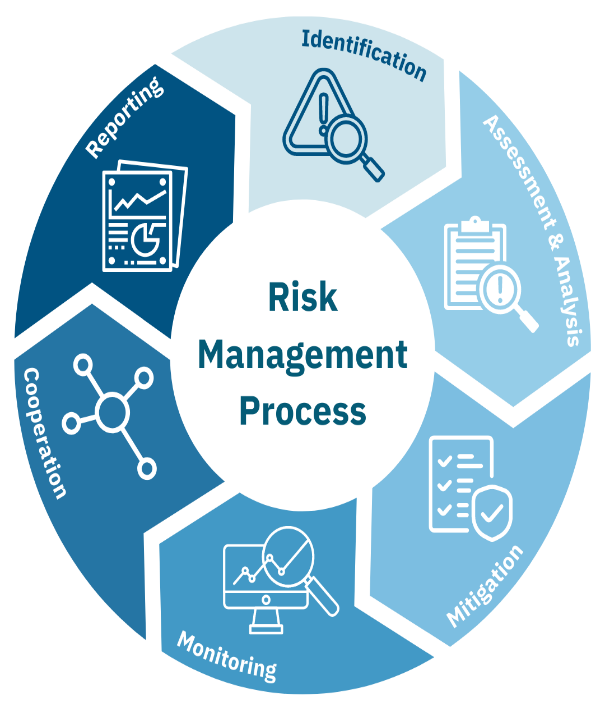 Risk
Management
Process
Identification
Assessment & Analysis
Mitigation
Monitoring
Cooperation
Reporting